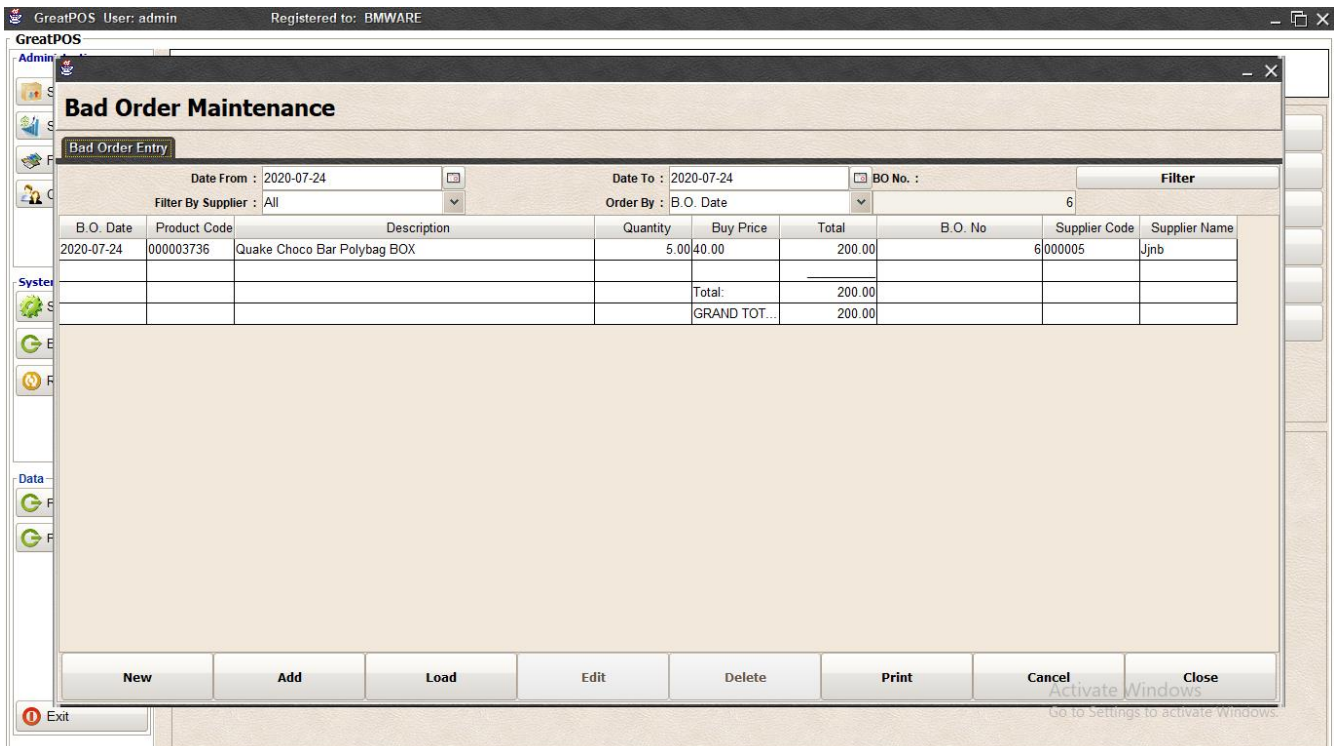 GreatPOS User: admin Registered to: BMWARE
GreatPOS
Bad Order Maintenance
Bad Order Entry
Date From : 2020-07-24 Date To : 2020-07-24 BO No. : Filter
Filter By Supplier : All Order By : B.O. Date 6
B.O. Date Product Code Description Quantity Buy Price Total B.O. No Supplier Code Supplier Name
2020-07-24 000003736 Quake Choco Bar Polybag BOX 5.00 40.00 200.00 6 000005 Jjnb
Total: 200.00
GRAND TOT... 200.00
Data
New Add Load Edit Delete Print Cancel Close
Activate Windows
Go to Settings to activate Windows.
Exit